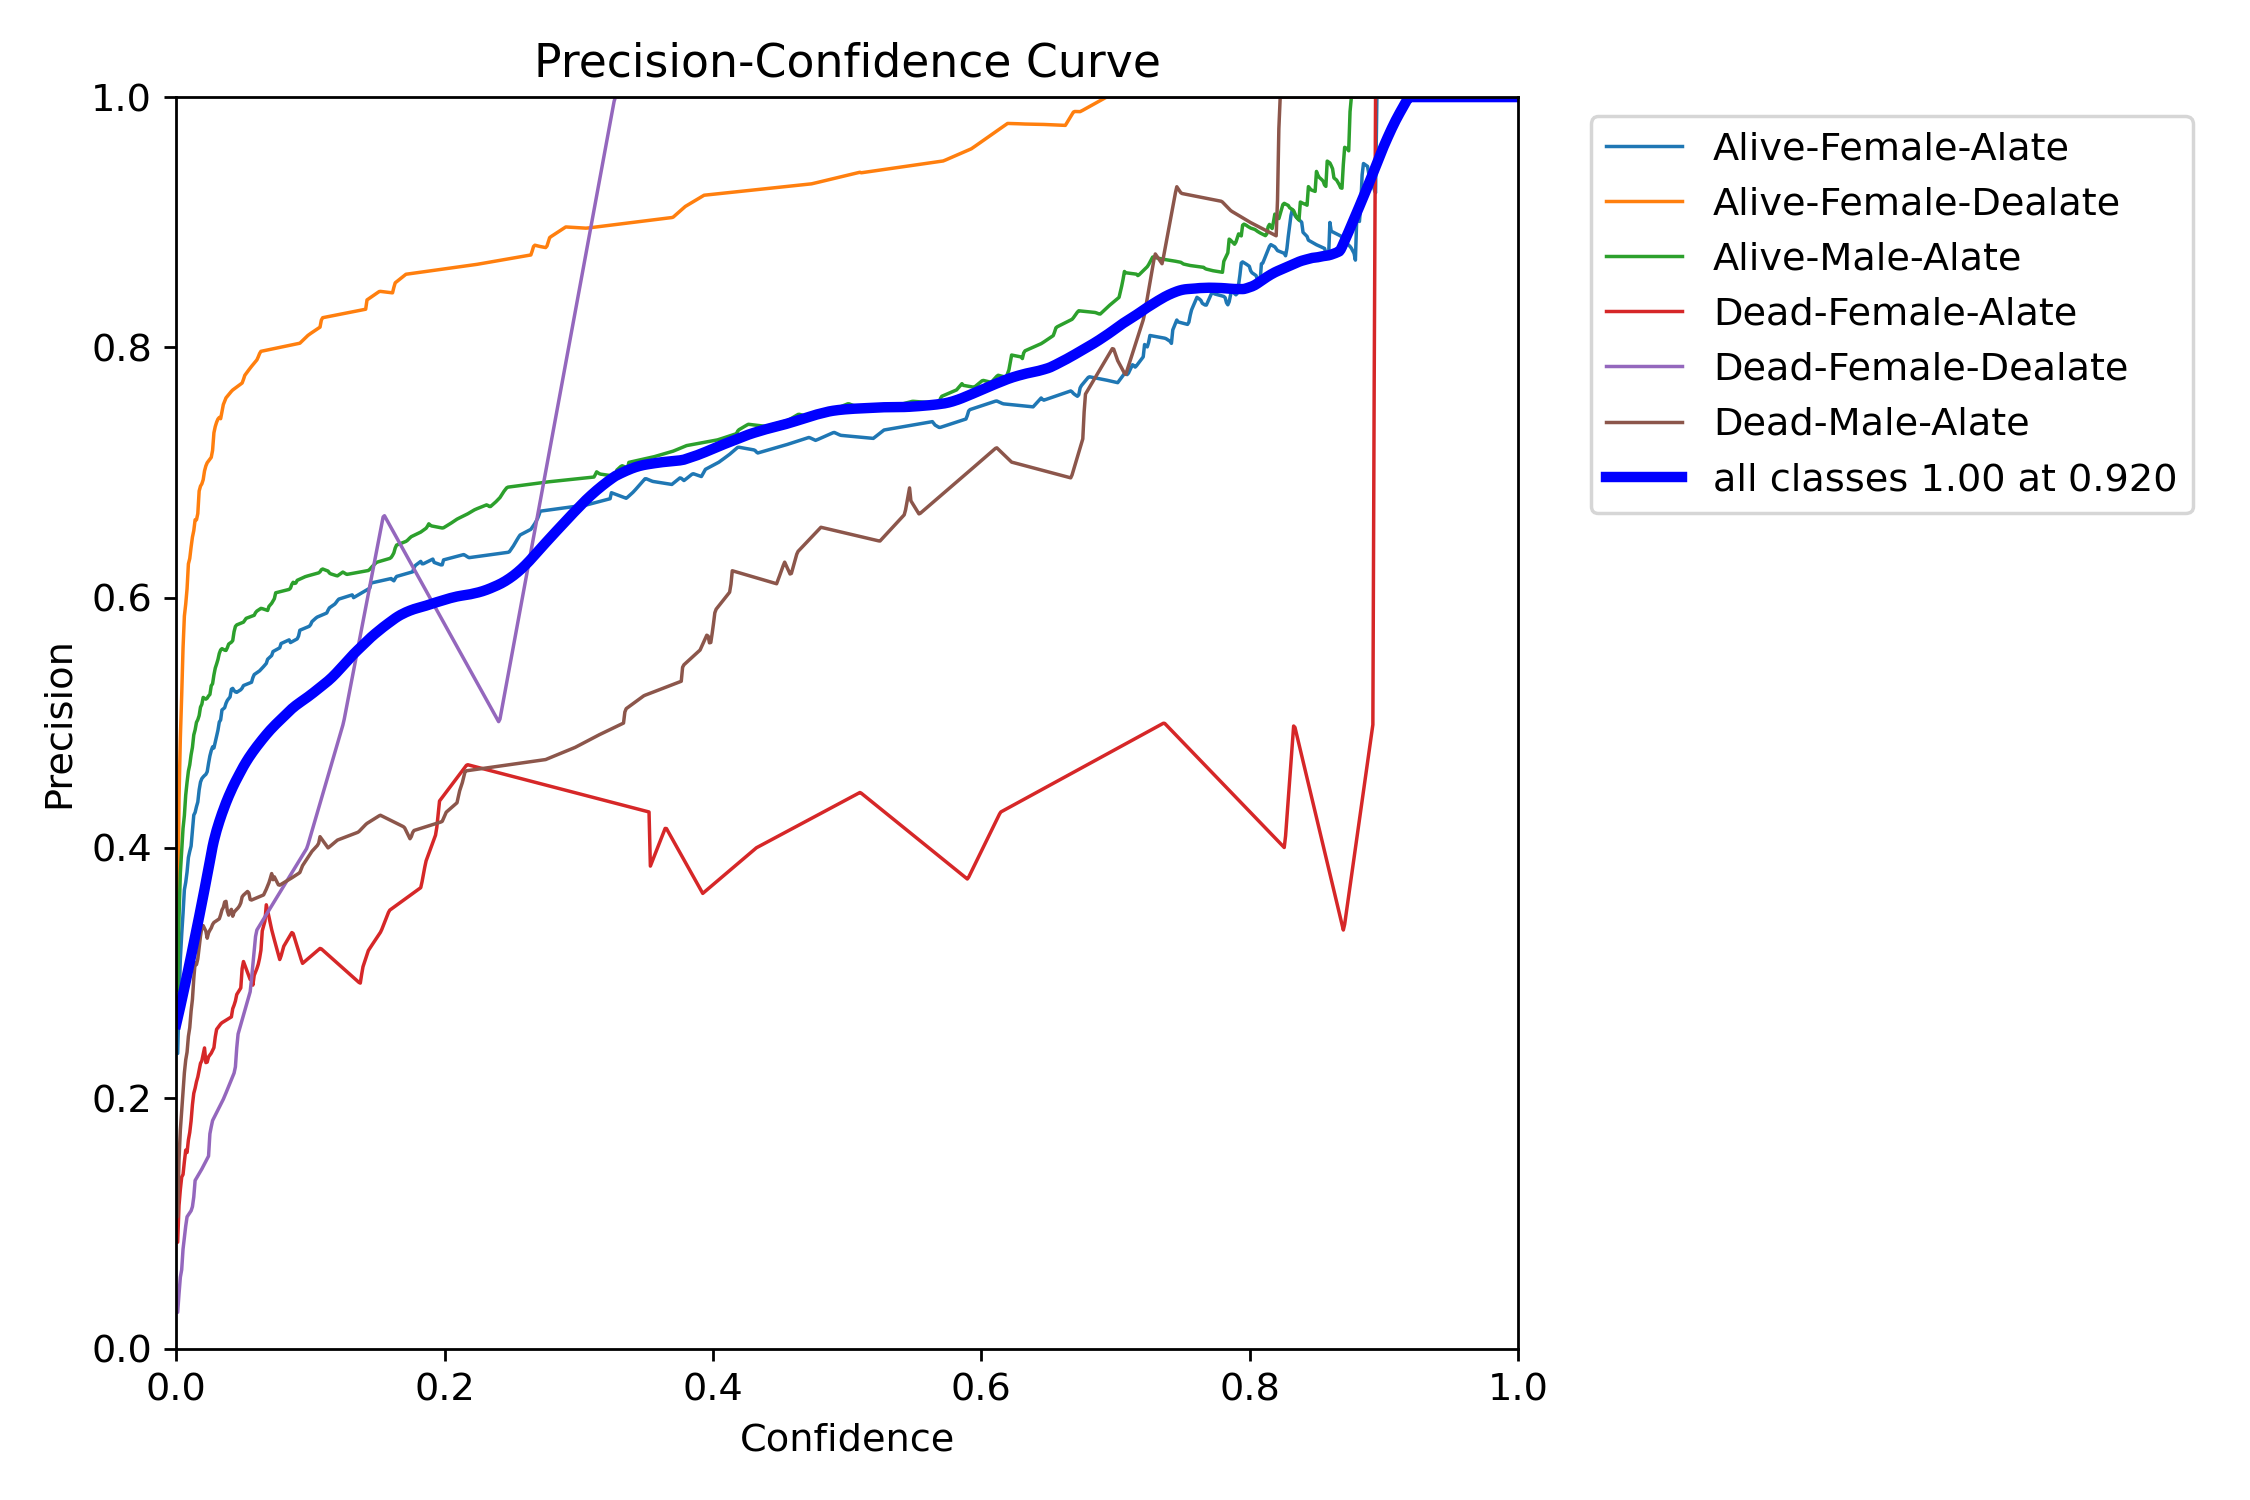 Precision-Confidence Curve
1.0
0.8
0.6
0.4
0.2
0.0
Precision
0.0 0.2 0.4 0.6 0.8 1.0
Confidence
Alive-Female-Alate
Alive-Female-Dealate
Alive-Male-Alate
Dead-Female-Alate
Dead-Female-Dealate
Dead-Male-Alate
all classes 1.00 at 0.920